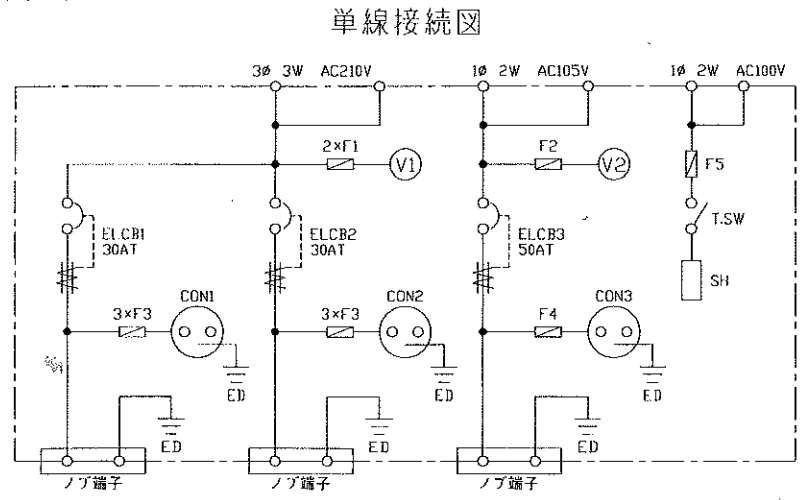 単線接続図
3φ 3W AC210V 1φ 2W AC105V 1φ 2W AC100V
2×F1 V1 F2 V2 F5
ELCB1 ELCB2 ELCB3 T.SW
30AT 30AT 50AT
SH
CON1 CON2 CON3
3×F3 3×F3 F4
ED ED ED
ED ED ED
ノブ端子 ノブ端子 ノブ端子